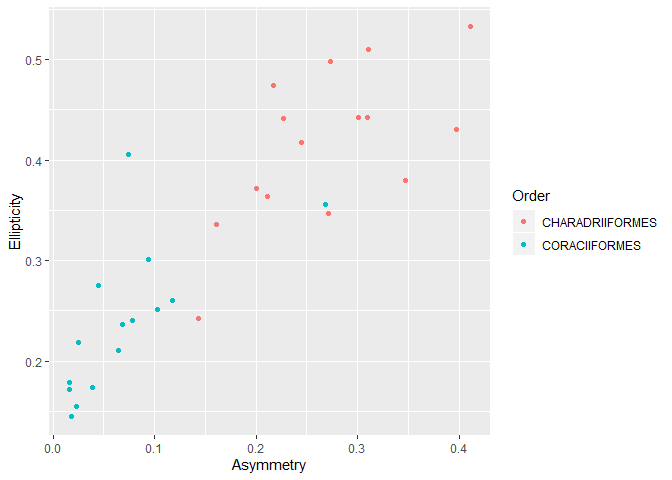 0.5
0.4
0.3
0.2
Ellipticity
0.0 0.1 0.2 0.3 0.4
Asymmetry
Order
CHARADRIIFORMES
CORACIIFORMES